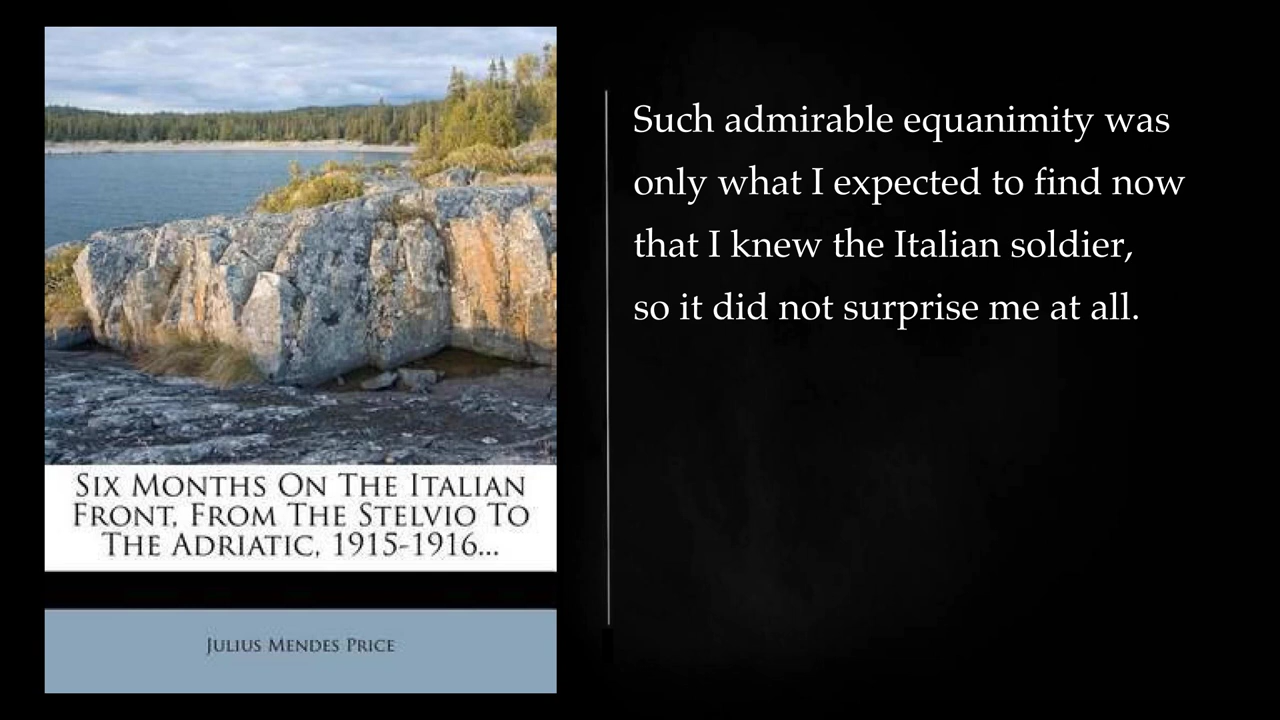 Six Months On The Italian
Front, From The Stelvio To
The Adriatic, 1915-1916...
Julius Mendes Price
Such admirable equanimity was
only what I expected to find now
that I knew the Italian soldier,
so it did not surprise me at all.